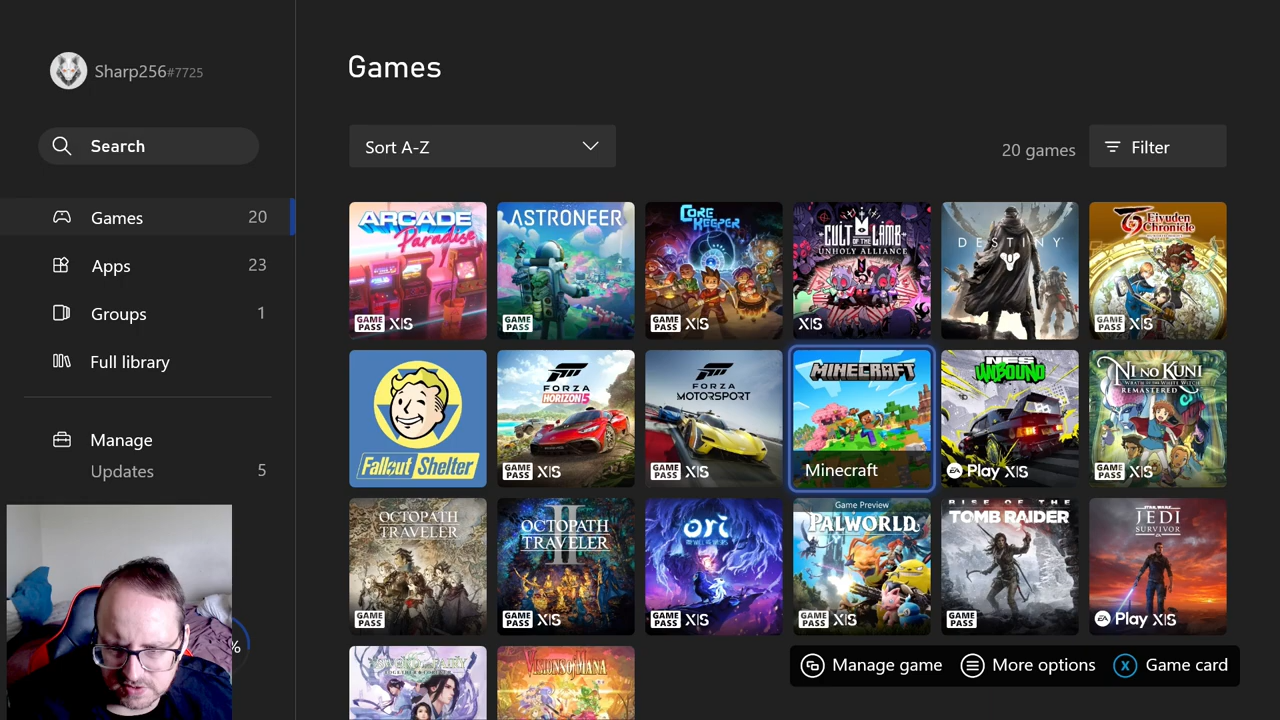 Sharp256#7725
Search
Games 20
Apps 23
Groups 1
Full library
Manage
Updates 5
%
Games
Sort A-Z
20 games
Filter
ARCADE
Paradise
GAME PASS X|S
ASTRONEER
GAME PASS
CORE KEEPER
GAME PASS X|S
CULT OF THE LAMB
UNHOLY ALLIANCE
X|S
DESTINY
Eiyuden Chronicle
GAME PASS X|S
Fallout Shelter
FORZA HORIZON 5
GAME PASS X|S
FORZA MOTORSPORT
GAME PASS X|S
MINECRAFT
Minecraft
NFS UNBOUND
EA Play X|S
NI NO KUNI
WRATH OF THE WHITE WITCH
REMASTERED
GAME PASS X|S
OCTOPATH TRAVELER
GAME PASS
OCTOPATH TRAVELER II
GAME PASS X|S
ori
GAME PASS X|S
Game Preview
PALWORLD
GAME PASS X|S
RISE OF THE
TOMB RAIDER
GAME PASS
STAR WARS
JEDI
SURVIVOR
EA Play X|S
TOGETHER
VISIONS of MANA
Manage game
More options
X Game card